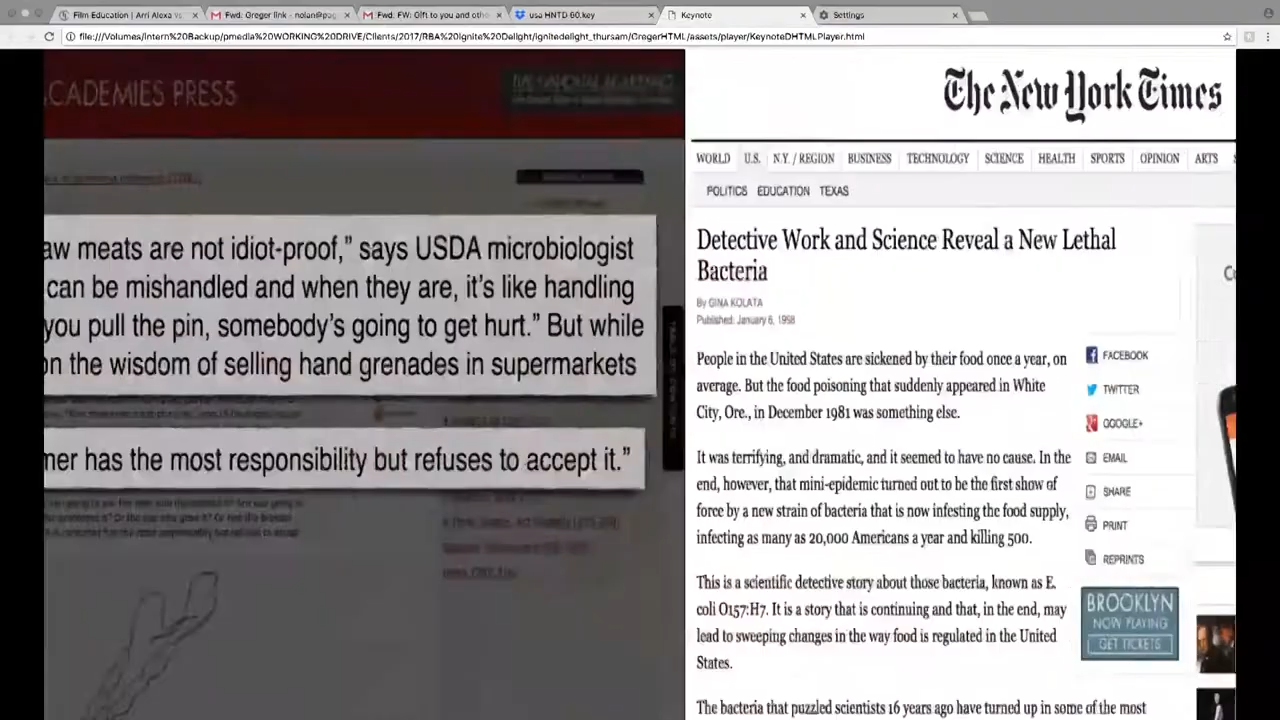 Film Education | Arri Alexa vs
Fwd: Greger link - nolan@pag
Fwd: FW: Gift to you and othe
usa HNTD 60.key
Keynote
Settings
file:///Volumes/Intern%20Backup/pmedia%20WORKING%20DRIVE/Clients/2017/RBA%20Ignite%20Delight/ignitedelight_thursam/GregerHTML/assets/player/KeynoteDHTMLPlayer.html
CADEMIES PRESS
THE NATIONAL ACADEMIES
aw meats are not idiot-proof,” says USDA microbiologist
can be mishandled and when they are, it’s like handling
you pull the pin, somebody’s going to get hurt.” But while
on the wisdom of selling hand grenades in supermarkets
mer has the most responsibility but refuses to accept it.”
The New York Times
WORLD U.S. N.Y. / REGION BUSINESS TECHNOLOGY SCIENCE HEALTH SPORTS OPINION ARTS
POLITICS EDUCATION TEXAS
Detective Work and Science Reveal a New Lethal
Bacteria
By GINA KOLATA
Published: January 6, 1998
People in the United States are sickened by their food once a year, on
average. But the food poisoning that suddenly appeared in White
City, Ore., in December 1981 was something else.
It was terrifying, and dramatic, and it seemed to have no cause. In the
end, however, that mini-epidemic turned out to be the first show of
force by a new strain of bacteria that is now infesting the food supply,
infecting as many as 20,000 Americans a year and killing 500.
This is a scientific detective story about those bacteria, known as E.
coli O157:H7. It is a story that is continuing and that, in the end, may
lead to sweeping changes in the way food is regulated in the United
States.
The bacteria that puzzled scientists 16 years ago have turned up in some of the most
FACEBOOK
TWITTER
GOOGLE+
EMAIL
SHARE
PRINT
REPRINTS
BROOKLYN
NOW PLAYING
GET TICKETS